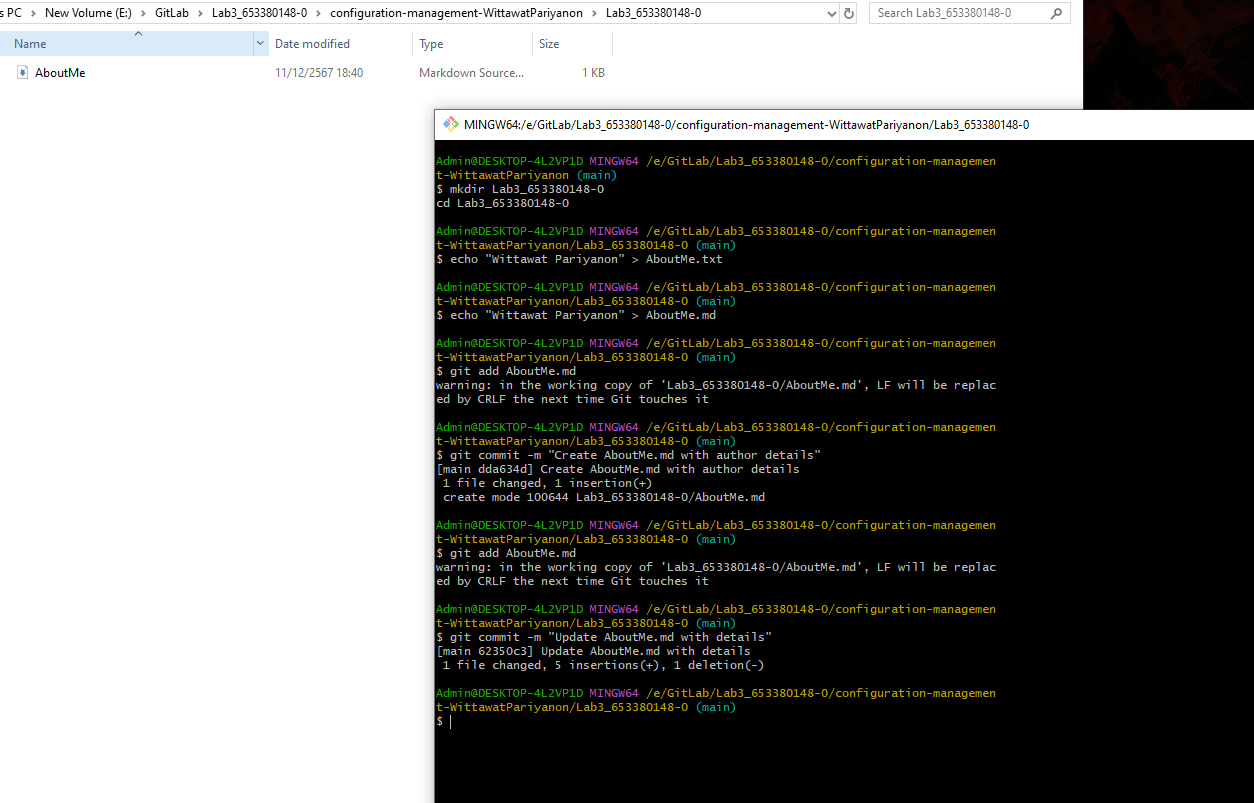 s PC > New Volume (E:) > GitLab > Lab3_653380148-0 > configuration-management-WittawatPariyanon > Lab3_653380148-0
Search Lab3_653380148-0
Name Date modified Type Size
AboutMe 11/12/2567 18:40 Markdown Source... 1 KB
MINGW64:/e/GitLab/Lab3_653380148-0/configuration-management-WittawatPariyanon/Lab3_653380148-0
Admin@DESKTOP-4L2VP1D MINGW64 /e/GitLab/Lab3_653380148-0/configuration-managemen
t-WittawatPariyanon (main)
$ mkdir Lab3_653380148-0
cd Lab3_653380148-0
Admin@DESKTOP-4L2VP1D MINGW64 /e/GitLab/Lab3_653380148-0/configuration-managemen
t-WittawatPariyanon/Lab3_653380148-0 (main)
$ echo "Wittawat Pariyanon" > AboutMe.txt
Admin@DESKTOP-4L2VP1D MINGW64 /e/GitLab/Lab3_653380148-0/configuration-managemen
t-WittawatPariyanon/Lab3_653380148-0 (main)
$ echo "Wittawat Pariyanon" > AboutMe.md
Admin@DESKTOP-4L2VP1D MINGW64 /e/GitLab/Lab3_653380148-0/configuration-managemen
t-WittawatPariyanon/Lab3_653380148-0 (main)
$ git add AboutMe.md
warning: in the working copy of 'Lab3_653380148-0/AboutMe.md', LF will be replac
ed by CRLF the next time Git touches it
Admin@DESKTOP-4L2VP1D MINGW64 /e/GitLab/Lab3_653380148-0/configuration-managemen
t-WittawatPariyanon/Lab3_653380148-0 (main)
$ git commit -m "Create AboutMe.md with author details"
[main dda634d] Create AboutMe.md with author details
1 file changed, 1 insertion(+)
create mode 100644 Lab3_653380148-0/AboutMe.md
Admin@DESKTOP-4L2VP1D MINGW64 /e/GitLab/Lab3_653380148-0/configuration-managemen
t-WittawatPariyanon/Lab3_653380148-0 (main)
$ git add AboutMe.md
warning: in the working copy of 'Lab3_653380148-0/AboutMe.md', LF will be replac
ed by CRLF the next time Git touches it
Admin@DESKTOP-4L2VP1D MINGW64 /e/GitLab/Lab3_653380148-0/configuration-managemen
t-WittawatPariyanon/Lab3_653380148-0 (main)
$ git commit -m "Update AboutMe.md with details"
[main 62350c3] Update AboutMe.md with details
1 file changed, 5 insertions(+), 1 deletion(-)
Admin@DESKTOP-4L2VP1D MINGW64 /e/GitLab/Lab3_653380148-0/configuration-managemen
t-WittawatPariyanon/Lab3_653380148-0 (main)
$